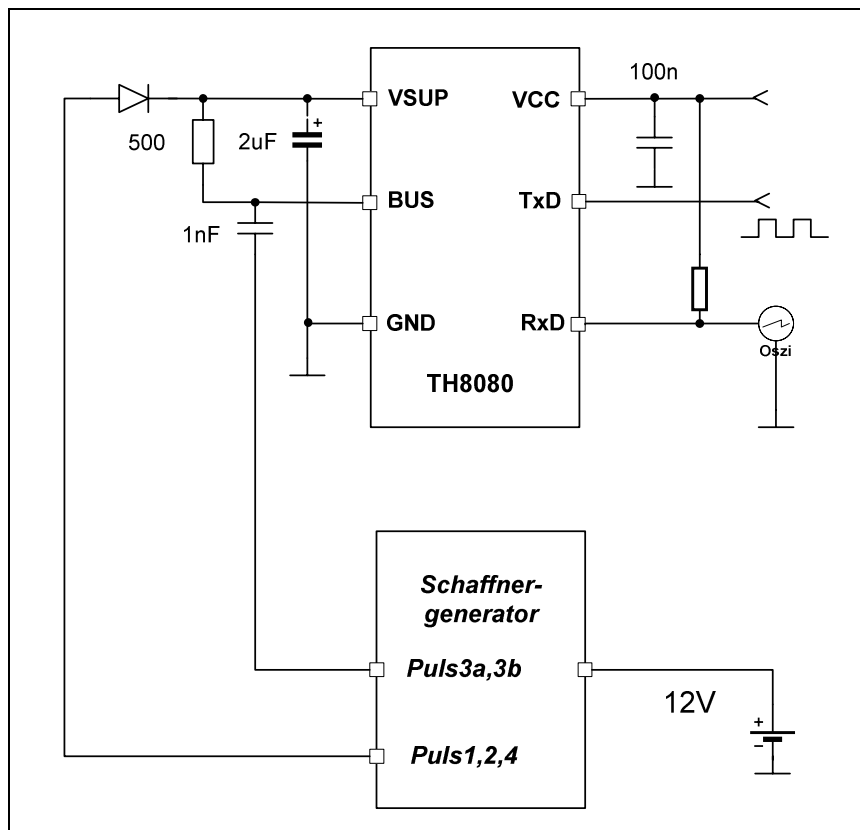 100n
VSUP
VCC
500
2uF
+
BUS
TxD
1nF
GND
RxD
Oszi
TH8080
Schaffner-
generator
Puls3a,3b
12V
+
−
Puls1,2,4